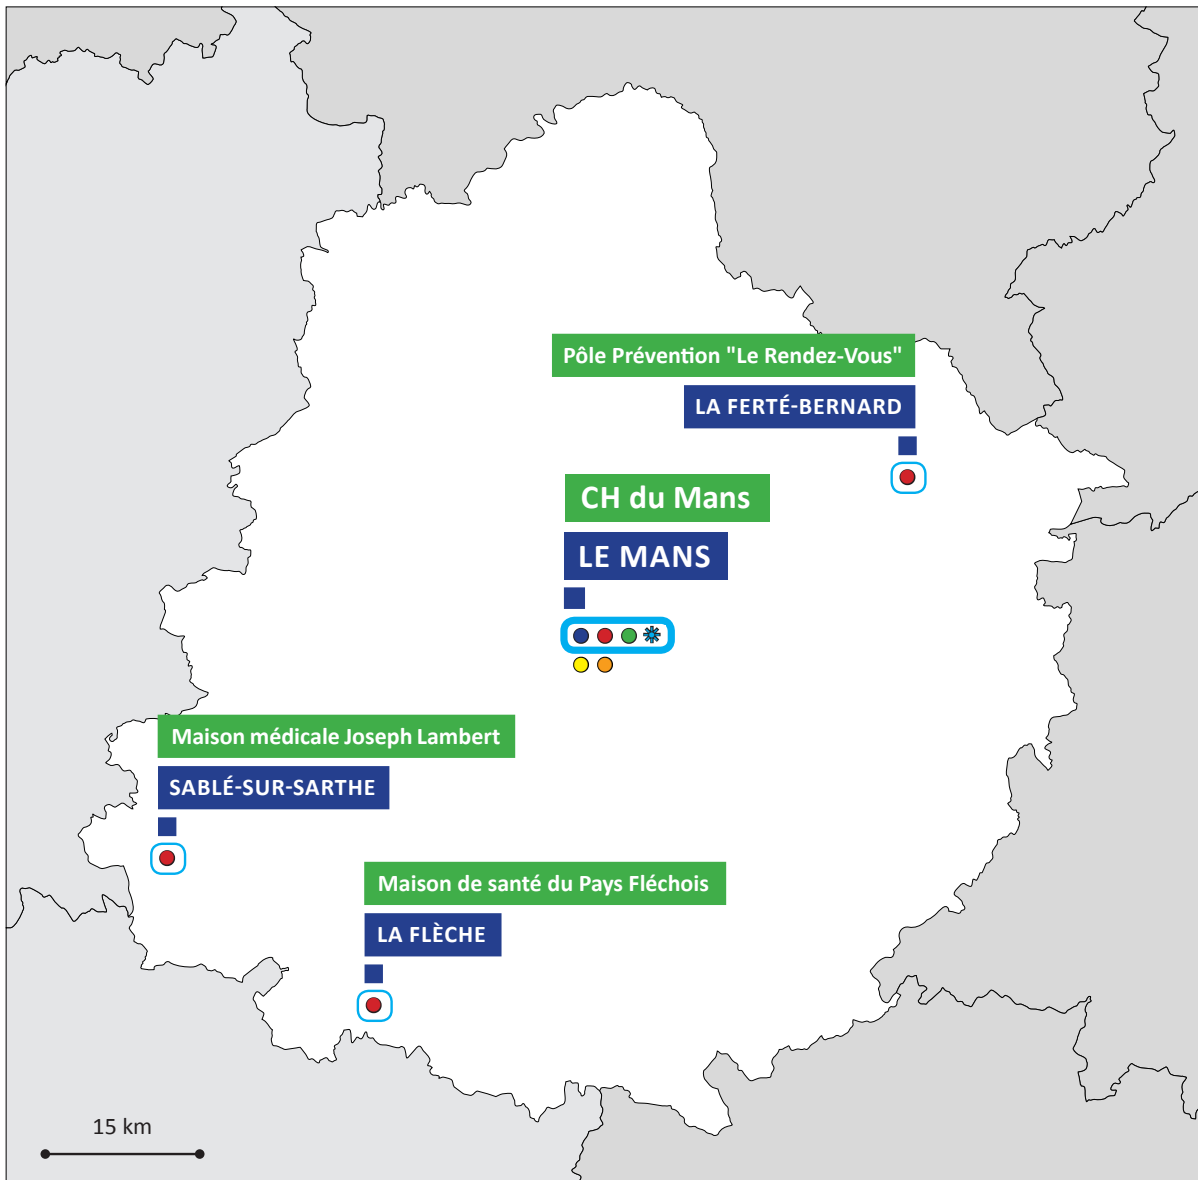 Pôle Prévention "Le Rendez-Vous"
LA FERTÉ-BERNARD
CH du Mans
LE MANS
Maison médicale Joseph Lambert
SABLÉ-SUR-SARTHE
Maison de santé du Pays Fléchois
LA FLÈCHE
15 km